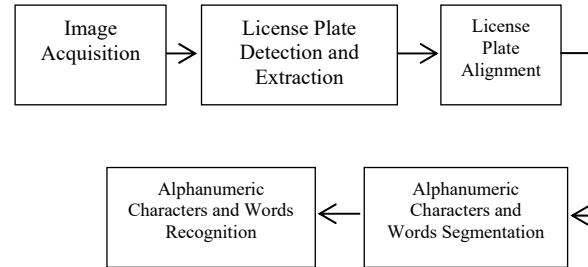 Image
Acquisition
License Plate
Detection and
Extraction
License
Plate
Alignment
Alphanumeric
Characters and
Words Segmentation
Alphanumeric
Characters and Words
Recognition